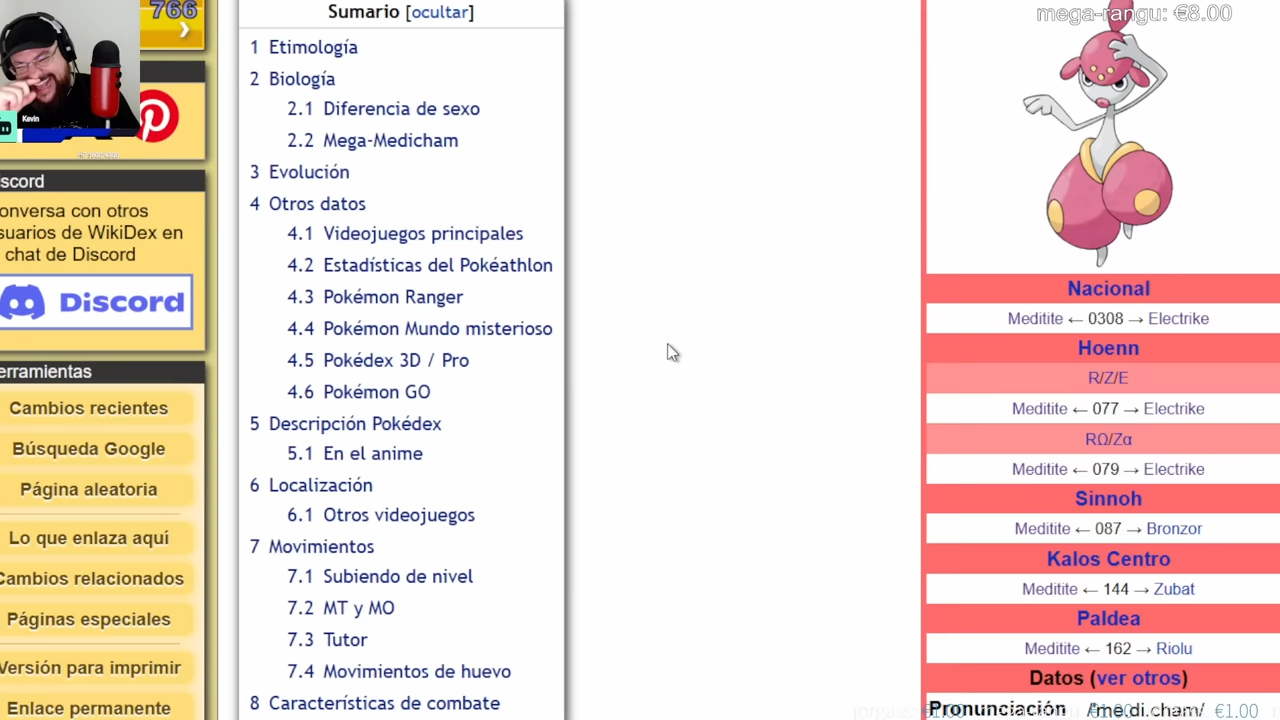 766
Kevin
iscord
onversa con otros
suarios de WikiDex en
chat de Discord
Discord
erramientas
Cambios recientes
Búsqueda Google
Página aleatoria
Lo que enlaza aquí
Cambios relacionados
Páginas especiales
Versión para imprimir
Enlace permanente
Sumario [ocultar]
1 Etimología
2 Biología
2.1 Diferencia de sexo
2.2 Mega-Medicham
3 Evolución
4 Otros datos
4.1 Videojuegos principales
4.2 Estadísticas del Pokéathlon
4.3 Pokémon Ranger
4.4 Pokémon Mundo misterioso
4.5 Pokédex 3D / Pro
4.6 Pokémon GO
5 Descripción Pokédex
5.1 En el anime
6 Localización
6.1 Otros videojuegos
7 Movimientos
7.1 Subiendo de nivel
7.2 MT y MO
7.3 Tutor
7.4 Movimientos de huevo
8 Características de combate
mega-rangu: €8.00
Nacional
Meditite ← 0308 → Electrike
Hoenn
R/Z/E
Meditite ← 077 → Electrike
RΩ/Zα
Meditite ← 079 → Electrike
Sinnoh
Meditite ← 087 → Bronzor
Kalos Centro
Meditite ← 144 → Zubat
Paldea
Meditite ← 162 → Riolu
Datos (ver otros)
Pronunciación /me.di.cham/
€1.00